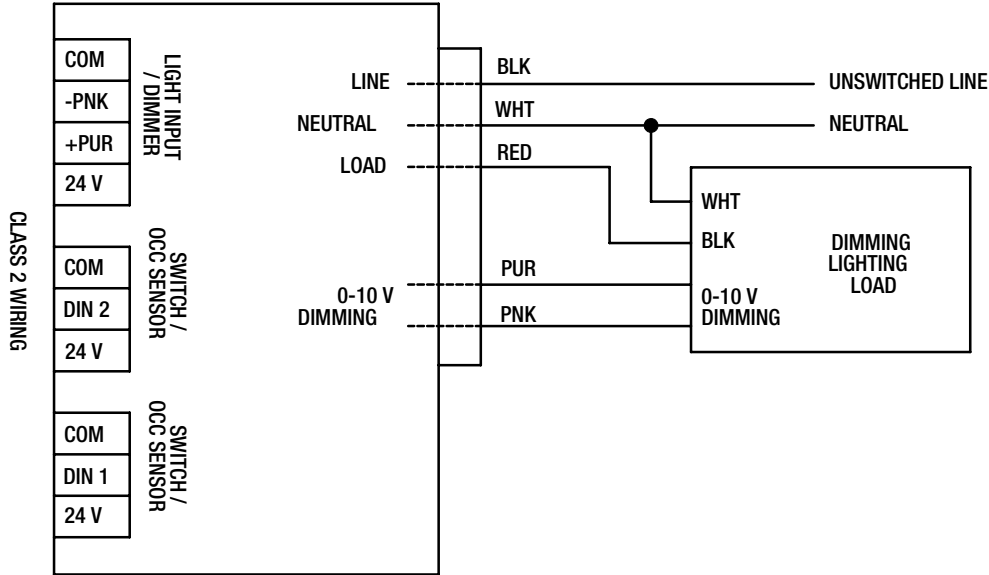 CLASS 2 WIRING
COM
-PNK
+PUR
24 V
LIGHT INPUT
/ DIMMER
COM
DIN 2
24 V
SWITCH /
OCC SENSOR
COM
DIN 1
24 V
SWITCH /
OCC SENSOR
LINE
NEUTRAL
LOAD
0-10 V
DIMMING
BLK
WHT
RED
PUR
PNK
UNSWITCHED LINE
NEUTRAL
WHT
BLK
0-10 V
DIMMING
DIMMING
LIGHTING
LOAD